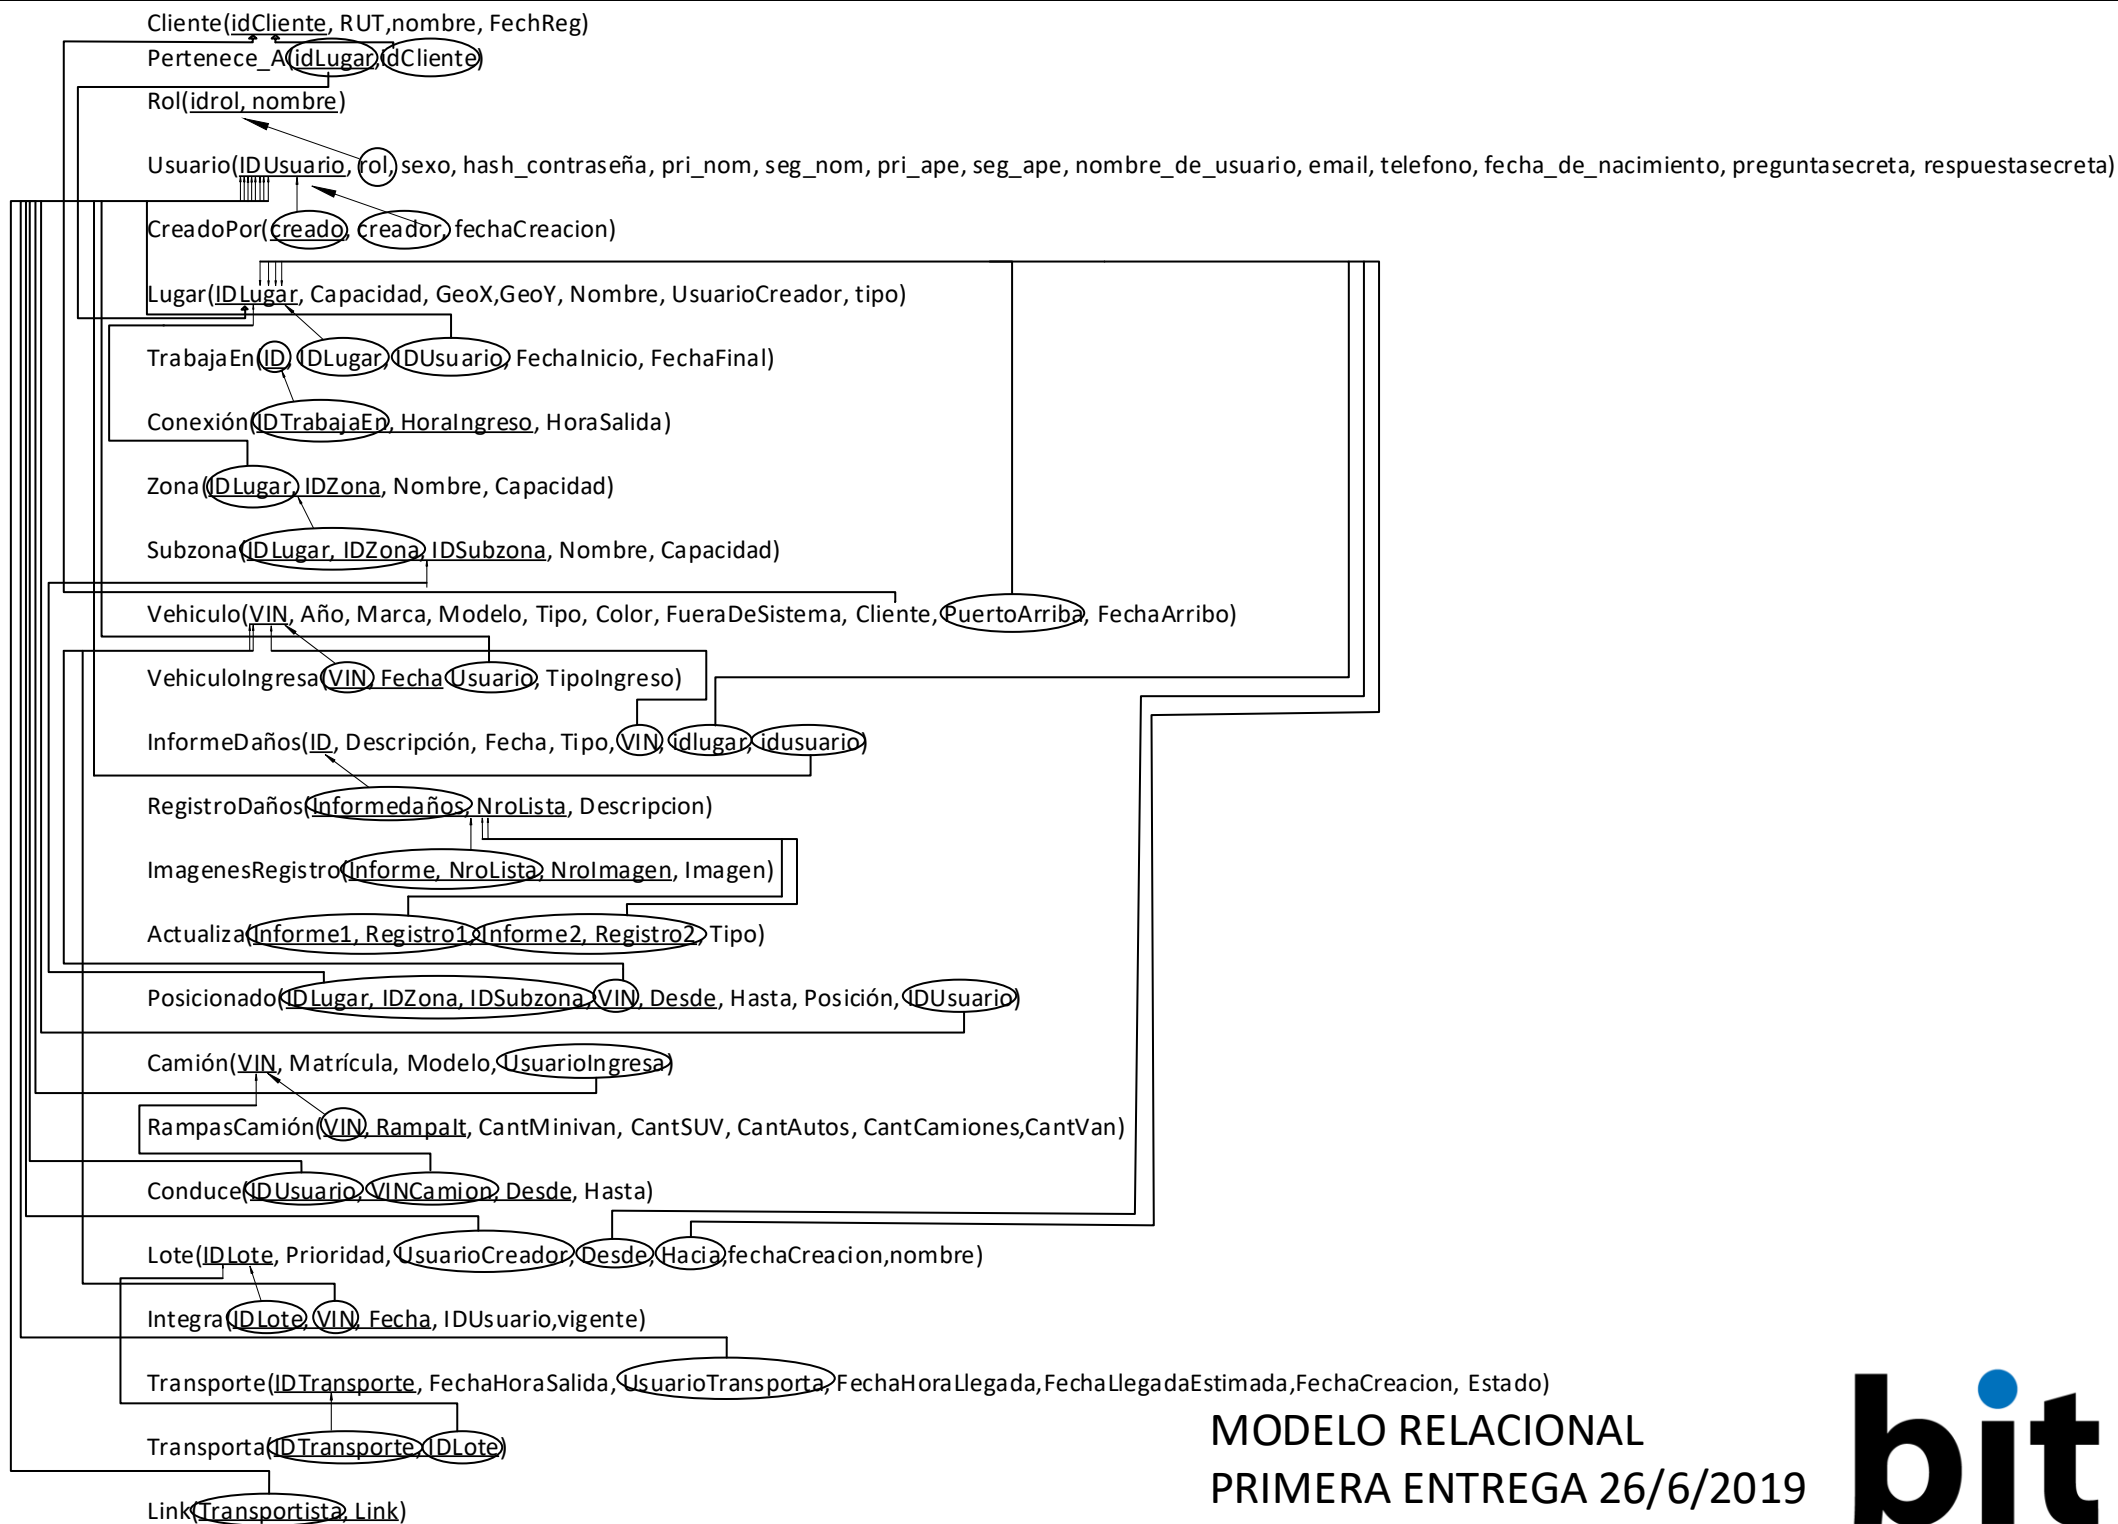 Cliente(idCliente, RUT,nombre, FechReg)
Pertenece_A(idLugar,idCliente)
Rol(idrol, nombre)
Usuario(IDUsuario, rol, sexo, hash_contraseña, pri_nom, seg_nom, pri_ape, seg_ape, nombre_de_usuario, email, telefono, fecha_de_nacimiento, preguntasecreta, respuestasecreta)
CreadoPor(creado, creador, fechaCreacion)
Lugar(IDLugar, Capacidad, GeoX,GeoY, Nombre, UsuarioCreador, tipo)
TrabajaEn(ID, IDLugar, IDUsuario, FechaInicio, FechaFinal)
Conexión(IDTrabajaEn, HoraIngreso, HoraSalida)
Zona(IDLugar, IDZona, Nombre, Capacidad)
Subzona(IDLugar, IDZona, IDSubzona, Nombre, Capacidad)
Vehiculo(VIN, Año, Marca, Modelo, Tipo, Color, FueraDeSistema, Cliente, PuertoArriba, FechaArribo)
VehiculoIngresa(VIN, Fecha Usuario, TipoIngreso)
InformeDaños(ID, Descripción, Fecha, Tipo, VIN, idlugar, idusuario)
RegistroDaños(Informedaños, NroLista, Descripcion)
ImagenesRegistro(Informe, NroLista, NroImagen, Imagen)
Actualiza(Informe1, Registro1, Informe2, Registro2, Tipo)
Posicionado(IDLugar, IDZona, IDSubzona, VIN, Desde, Hasta, Posición, IDUsuario)
Camión(VIN, Matrícula, Modelo, UsuarioIngresa)
RampasCamión(VIN, RampaIt, CantMinivan, CantSUV, CantAutos, CantCamiones,CantVan)
Conduce(IDUsuario, VINCamion, Desde, Hasta)
Lote(IDLote, Prioridad, UsuarioCreador, Desde, Hacia,fechaCreacion,nombre)
Integra(IDLote, VIN, Fecha, IDUsuario,vigente)
Transporte(IDTransporte, FechaHoraSalida, UsuarioTransporta,FechaHoraLlegada,FechaLlegadaEstimada,FechaCreacion, Estado)
Transporta(IDTransporte, IDLote)
Link(Transportista, Link)
MODELO RELACIONAL
PRIMERA ENTREGA 26/6/2019
bit